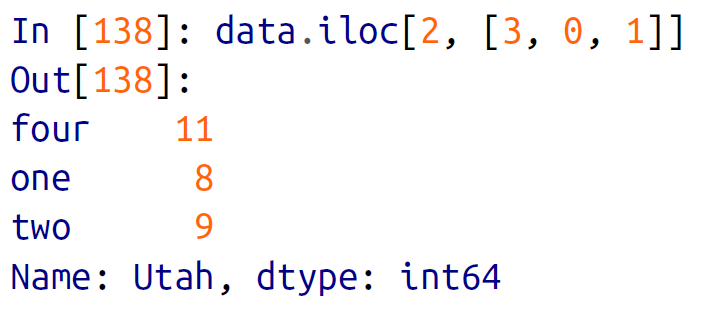 In [138]: data.iloc[2, [3, 0, 1]]
Out[138]:
four    11
one      8
two      9
Name: Utah, dtype: int64